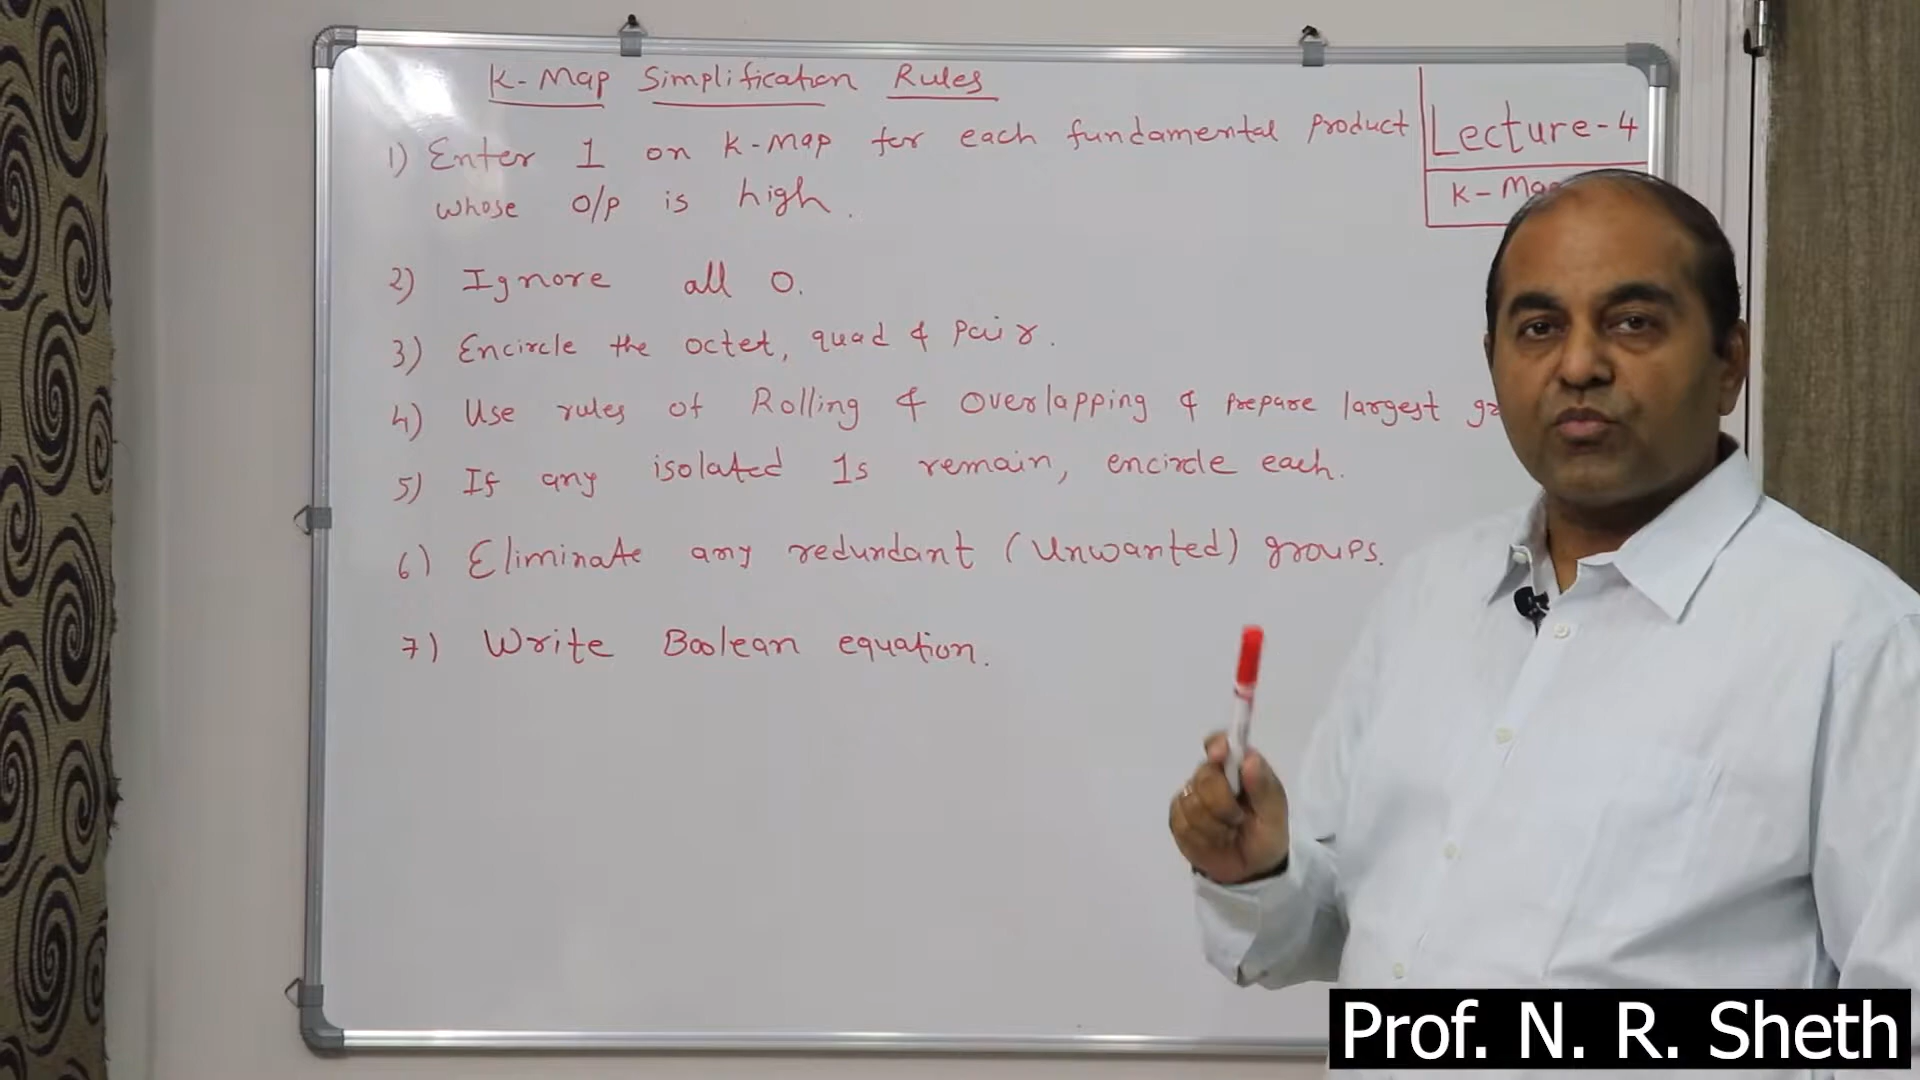 K-Map Simplification Rules
1) Enter 1 on K-Map for each fundamental product
whose o/p is high.
2) Ignore all 0.
3) Encircle the octet, quad & pair.
4) Use rules of Rolling & Overlapping & prepare largest
5) If any isolated 1s remain, encircle each.
6) Eliminate any redundant (Unwanted) groups.
7) Write Boolean equation.
Lecture-4
K-Map
Prof. N. R. Sheth